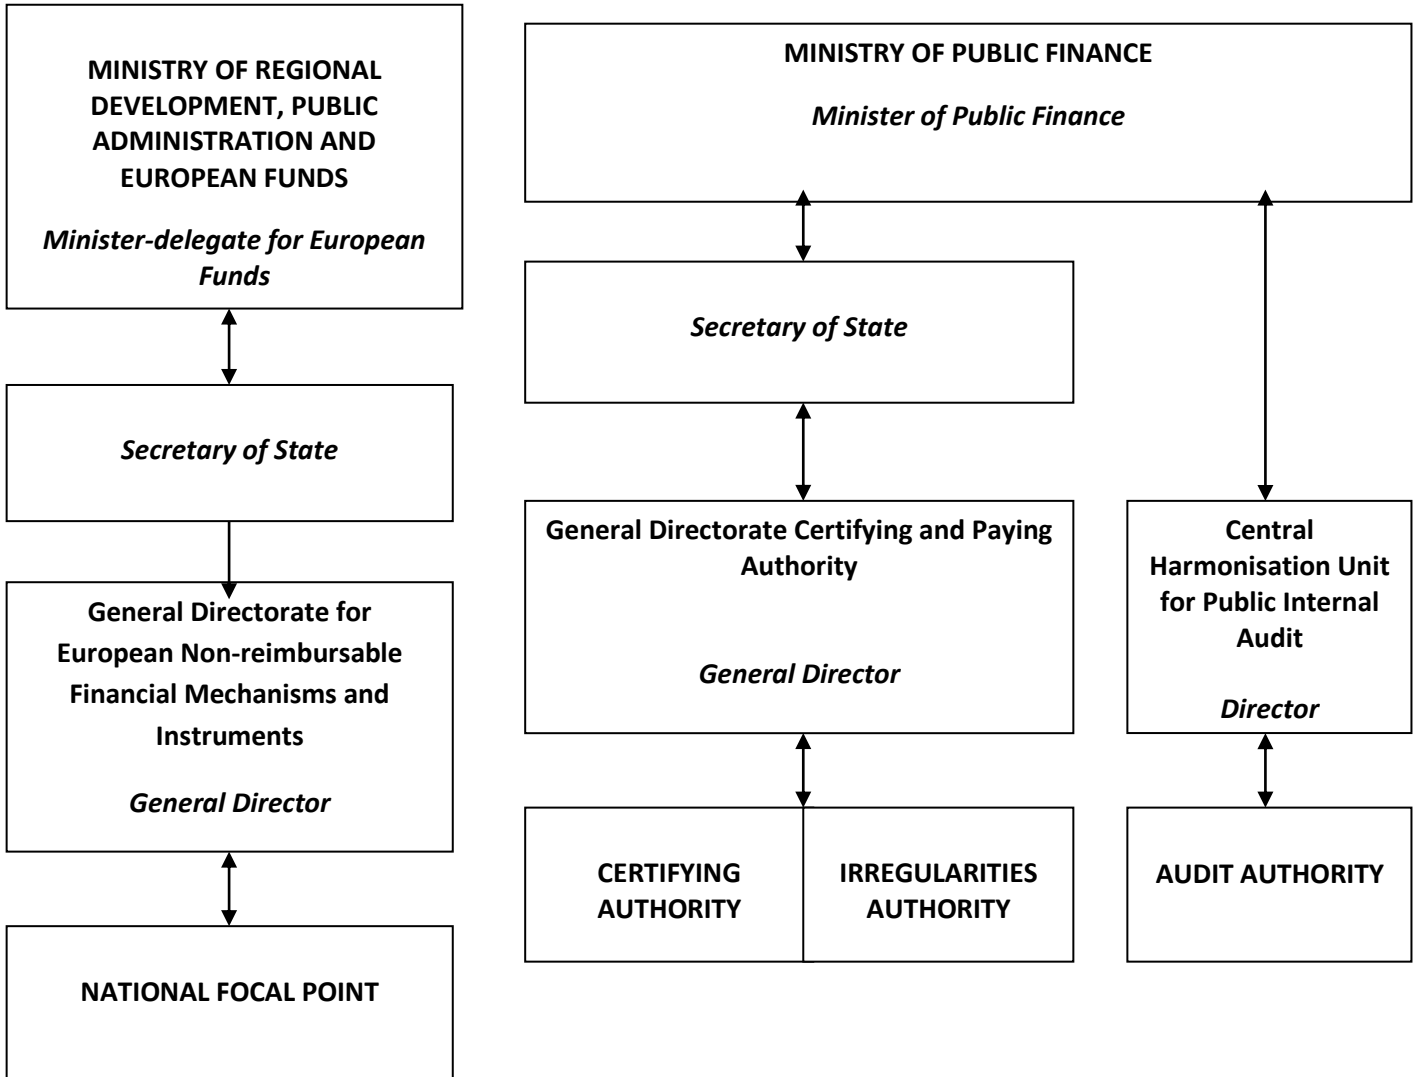 MINISTRY OF REGIONAL
DEVELOPMENT, PUBLIC
ADMINISTRATION AND
EUROPEAN FUNDS
Minister-delegate for European
Funds
Secretary of State
General Directorate for
European Non-reimbursable
Financial Mechanisms and
Instruments
General Director
NATIONAL FOCAL POINT
MINISTRY OF PUBLIC FINANCE
Minister of Public Finance
Secretary of State
General Directorate Certifying and Paying
Authority
General Director
CERTIFYING
AUTHORITY
IRREGULARITIES
AUTHORITY
Central
Harmonisation Unit
for Public Internal
Audit
Director
AUDIT AUTHORITY